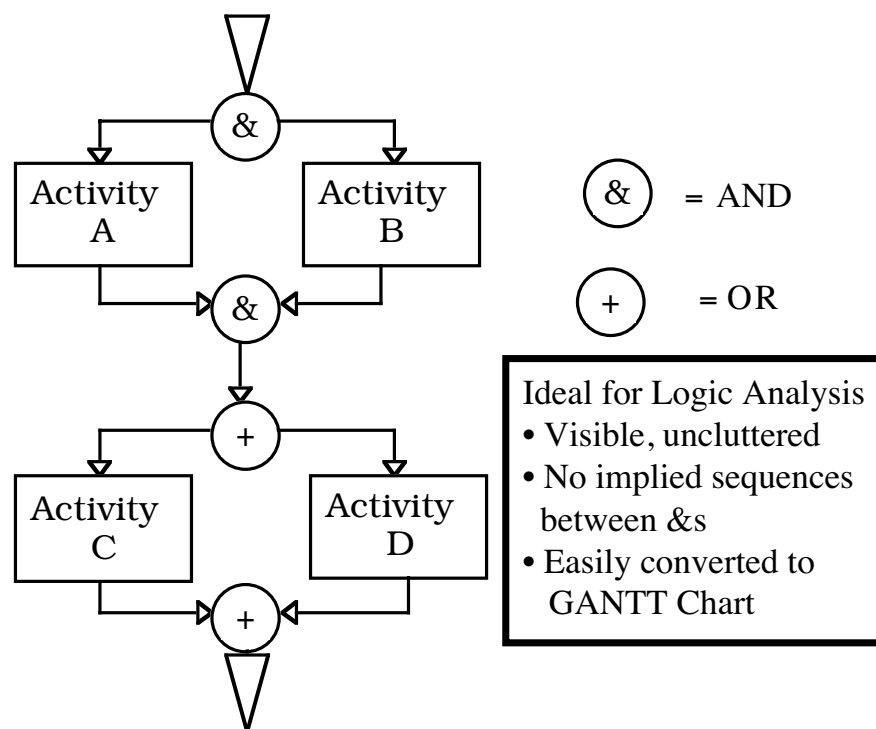 &
Activity
A
Activity
B
&
+
Activity
C
Activity
D
+
& = AND
+ = OR
Ideal for Logic Analysis
• Visible, uncluttered
• No implied sequences
between &s
• Easily converted to
GANTT Chart